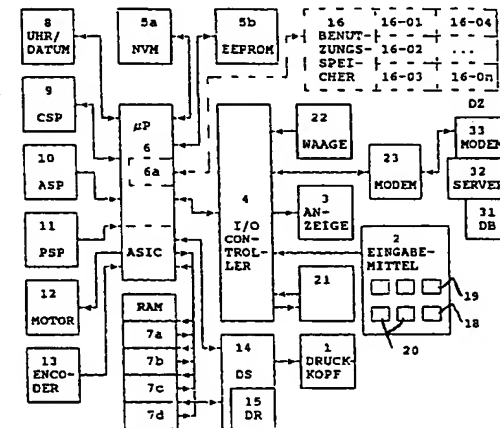 8
UHR/
DATUM
5a
NVM
5b
EEPROM
16
BENUT-
ZUNGS-
SPEI-
CHER
16-01
16-04
16-02
...
16-03
16-0n
DZ
9
CSP
µP
6
6a
22
WAAGE
33
MODEM
10
ASP
23
MODEM
32
SERVER
4
I/O
CON-
TROL-
LER
3
AN-
ZEIGE
31
DB
11
PSP
ASIC
2
EINGABE-
MITTEL
12
MOTOR
21
19
18
20
RAM
7a
7b
7c
7d
13
ENCO-
DER
14
DS
1
DRUCK-
KOPF
15
DR